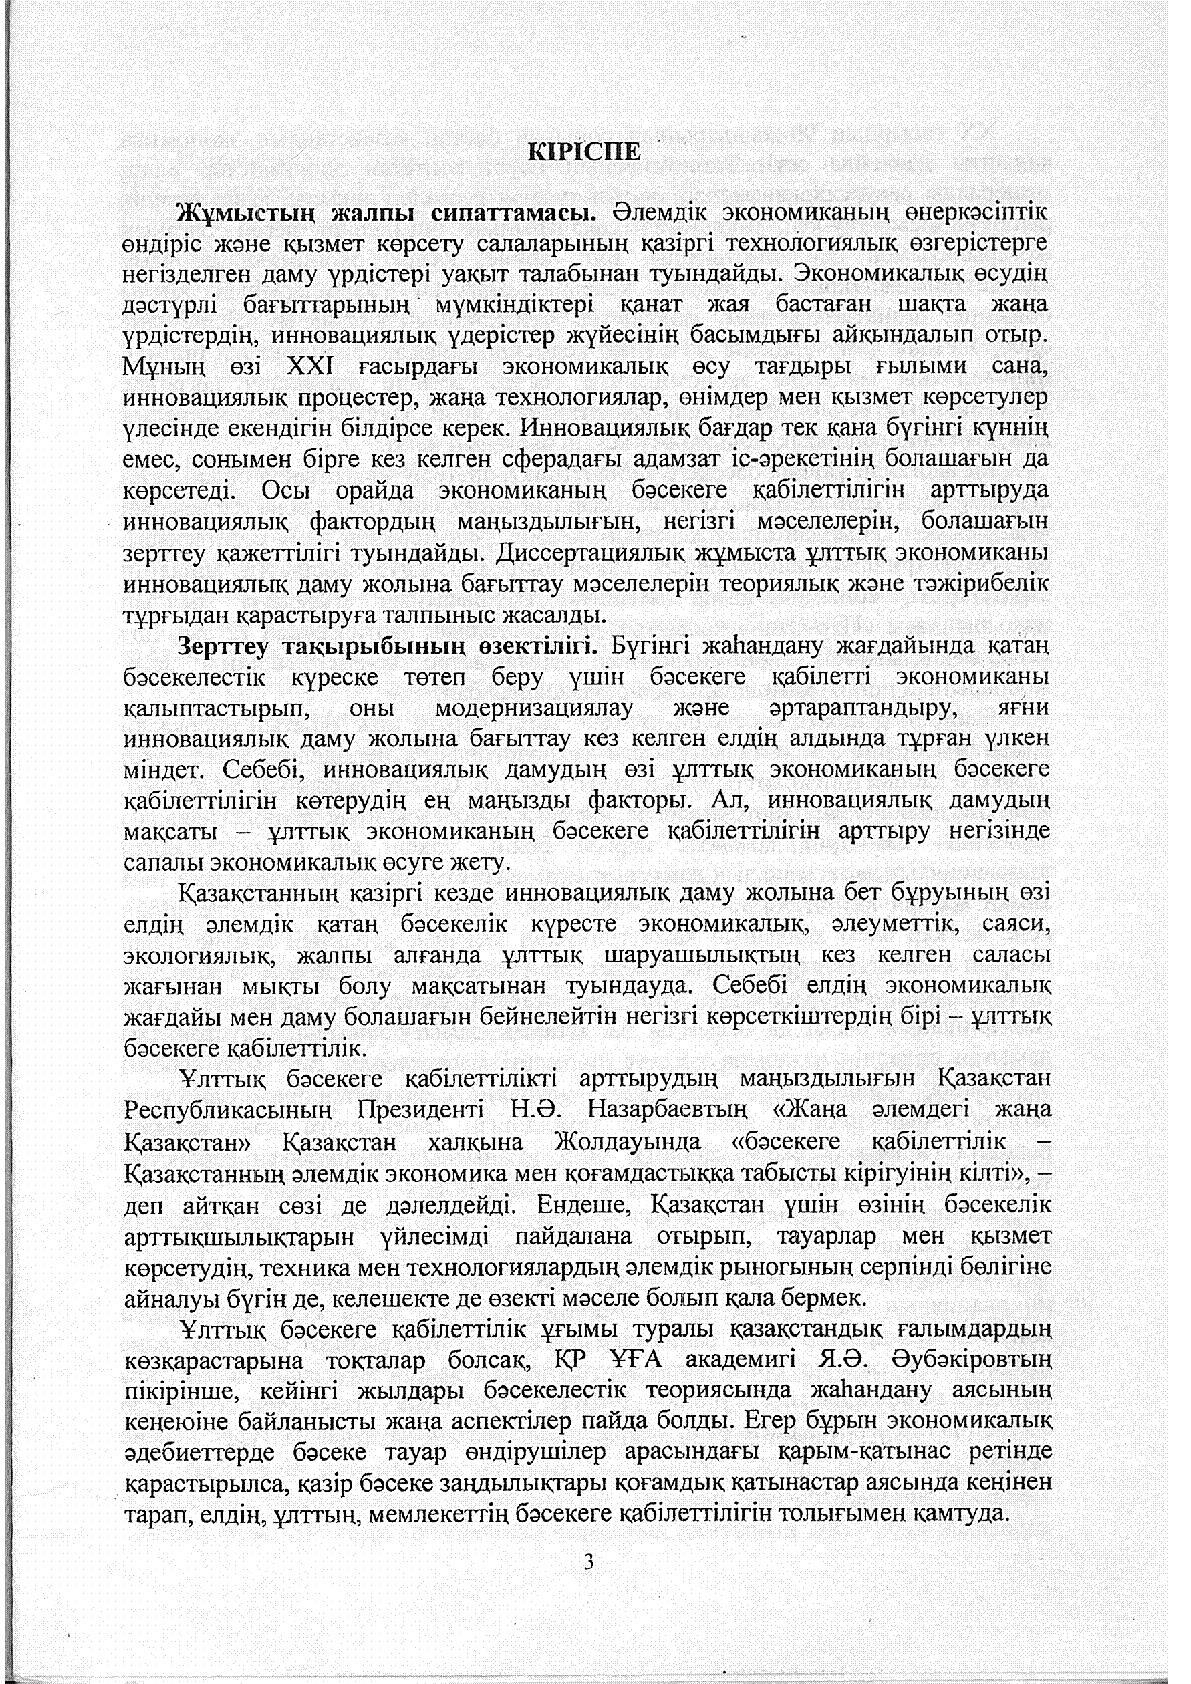 КІРІСПЕ
Жұмыстың жалпы сипаттамасы. Әлемдік экономиканың өнеркәсіптік
өндіріс және қызмет көрсету салаларының қазіргі технологиялық өзгерістерге
негізделген даму үрдістері уақыт талабынан туындайды. Экономикалық өсудің
дәстүрлі бағыттарының мүмкіндіктері қанат жая бастаған шақта жаңа
үрдістердің, инновациялық үдерістер жүйесінің басымдығы айқындалып отыр.
Мұның өзі XXI ғасырдағы экономикалық өсу тағдыры ғылыми сана,
инновациялық процестер, жаңа технологиялар, өнімдер мен қызмет көрсетулер
үлесінде екендігін білдірсе керек. Инновациялық бағдар тек қана бүгінгі күннің
емес, сонымен бірге кез келген сферадағы адамзат іс-әрекетінің болашағын да
көрсетеді. Осы орайда экономиканың бәсекеге қабілеттілігін арттыруда
инновациялық фактордың маңыздылығын, негізгі мәселелерін, болашағын
зерттеу қажеттілігі туындайды. Диссертациялық жұмыста ұлттық экономиканы
инновациялық даму жолына бағыттау мәселелерін теориялық және тәжірибелік
тұрғыдан қарастыруға талпыныс жасалды.
Зерттеу тақырыбының өзектілігі. Бүгінгі жаһандану жағдайында қатаң
бәсекелестік күреске төтеп беру үшін бәсекеге қабілетті экономиканы
қалыптастырып, оны модернизациялау және әртараптандыру, яғни
инновациялық даму жолына бағыттау кез келген елдің алдында тұрған үлкен
міндет. Себебі, инновациялық дамудың өзі ұлттық экономиканың бәсекеге
қабілеттілігін көтерудің ең маңызды факторы. Ал, инновациялық дамудың
мақсаты – ұлттық экономиканың бәсекеге қабілеттілігін арттыру негізінде
сапалы экономикалық өсуге жету.
Қазақстанның қазіргі кезде инновациялық даму жолына бет бұруының өзі
елдің әлемдік қатаң бәсекелік күресте экономикалық, әлеуметтік, саяси,
экологиялық, жалпы алғанда ұлттық шаруашылықтың кез келген саласы
жағынан мықты болу мақсатынан туындауда. Себебі елдің экономикалық
жағдайы мен даму болашағын бейнелейтін негізгі көрсеткіштердің бірі – ұлттық
бәсекеге қабілеттілік.
Ұлттық бәсекеге қабілеттілікті арттырудың маңыздылығын Қазақстан
Республикасының Президенті Н.Ә. Назарбаевтың «Жаңа әлемдегі жаңа
Қазақстан» Қазақстан халқына Жолдауында «бәсекеге қабілеттілік –
Қазақстанның әлемдік экономика мен қоғамдастыққа табысты кірігуінің кілті», –
деп айтқан сөзі де дәлелдейді. Ендеше, Қазақстан үшін өзінің бәсекелік
артықшылықтарын үйлесімді пайдалана отырып, тауарлар мен қызмет
көрсетудің, техника мен технологиялардың әлемдік рыногының серпінді бөлігіне
айналуы бүгін де, келешекте де өзекті мәселе болып қала бермек.
Ұлттық бәсекеге қабілеттілік ұғымы туралы қазақстандық ғалымдардың
көзқарастарына тоқталар болсақ, ҚР ҰҒА академигі Я.Ә. Әубәкіровтың
пікірінше, кейінгі жылдары бәсекелестік теориясында жаһандану аясының
кеңеюіне байланысты жаңа аспектілер пайда болды. Егер бұрын экономикалық
әдебиеттерде бәсеке тауар өндірушілер арасындағы қарым-қатынас ретінде
қарастырылса, қазір бәсеке заңдылықтары қоғамдық қатынастар аясында кеңінен
тарап, елдің, ұлттың, мемлекеттің бәсекеге қабілеттілігін толығымен қамтуда.
3